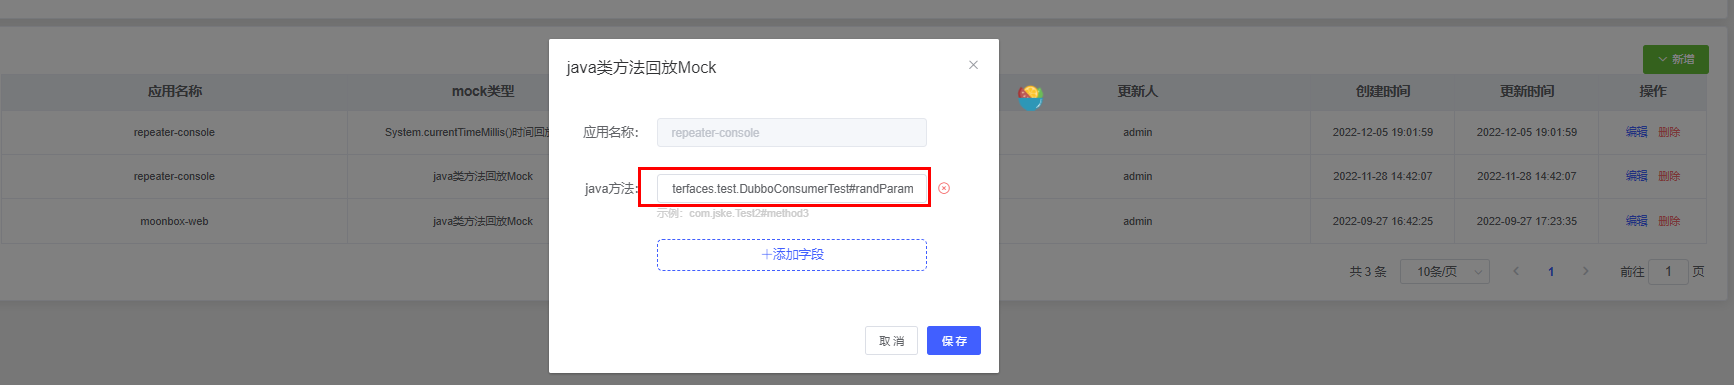 新增
应用名称 mock类型 更新人 创建时间 更新时间 操作
repeater-console System.currentTimeMillis()时间回放 admin 2022-12-05 19:01:59 2022-12-05 19:01:59 编辑 删除
repeater-console java类方法回放Mock admin 2022-11-28 14:42:07 2022-11-28 14:42:07 编辑 删除
moonbox-web java类方法回放Mock admin 2022-09-27 16:42:25 2022-09-27 17:23:35 编辑 删除
共 3 条 10条/页 1 前往 1 页
java类方法回放Mock
应用名称: repeater-console
java方法: terfaces.test.DubboConsumerTest#randParam
示例: com.jske.Test2#method3
+添加字段
取 消 保 存